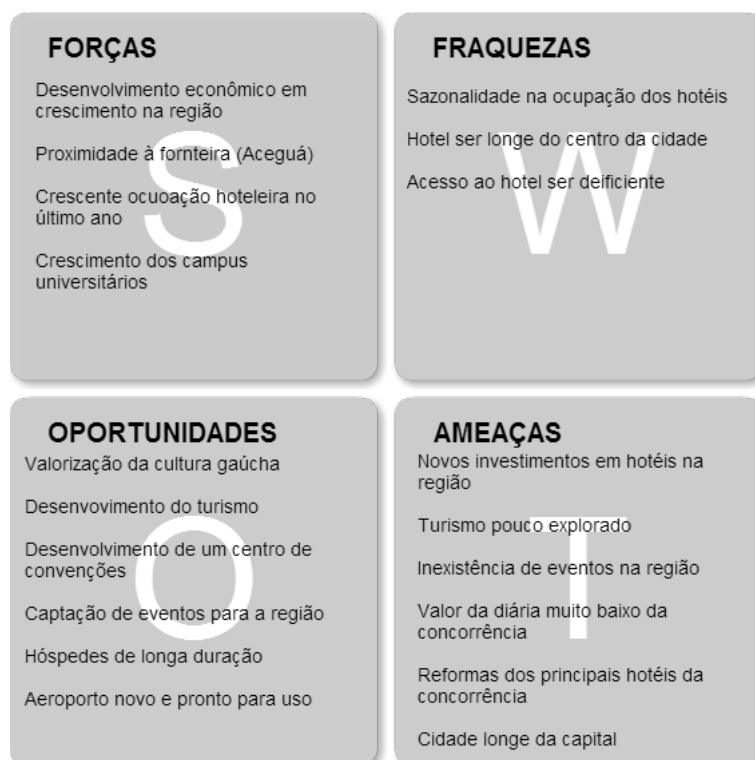 FORÇAS
Desenvolvimento econômico em
crescimento na região
Proximidade à fornteira (Aceguá)
Crescente ocuoação hoteleira no
último ano
Crescimento dos campus
universitários
S
FRAQUEZAS
Sazonalidade na ocupação dos hotéis
Hotel ser longe do centro da cidade
Acesso ao hotel ser deificiente
W
OPORTUNIDADES
Valorização da cultura gaúcha
Desenvovimento do turismo
Desenvolvimento de um centro de
convenções
Captação de eventos para a região
Hóspedes de longa duração
Aeroporto novo e pronto para uso
O
AMEAÇAS
Novos investimentos em hotéis na
região
Turismo pouco explorado
Inexistência de eventos na região
Valor da diária muito baixo da
concorrência
Reformas dos principais hotéis da
concorrência
Cidade longe da capital
T